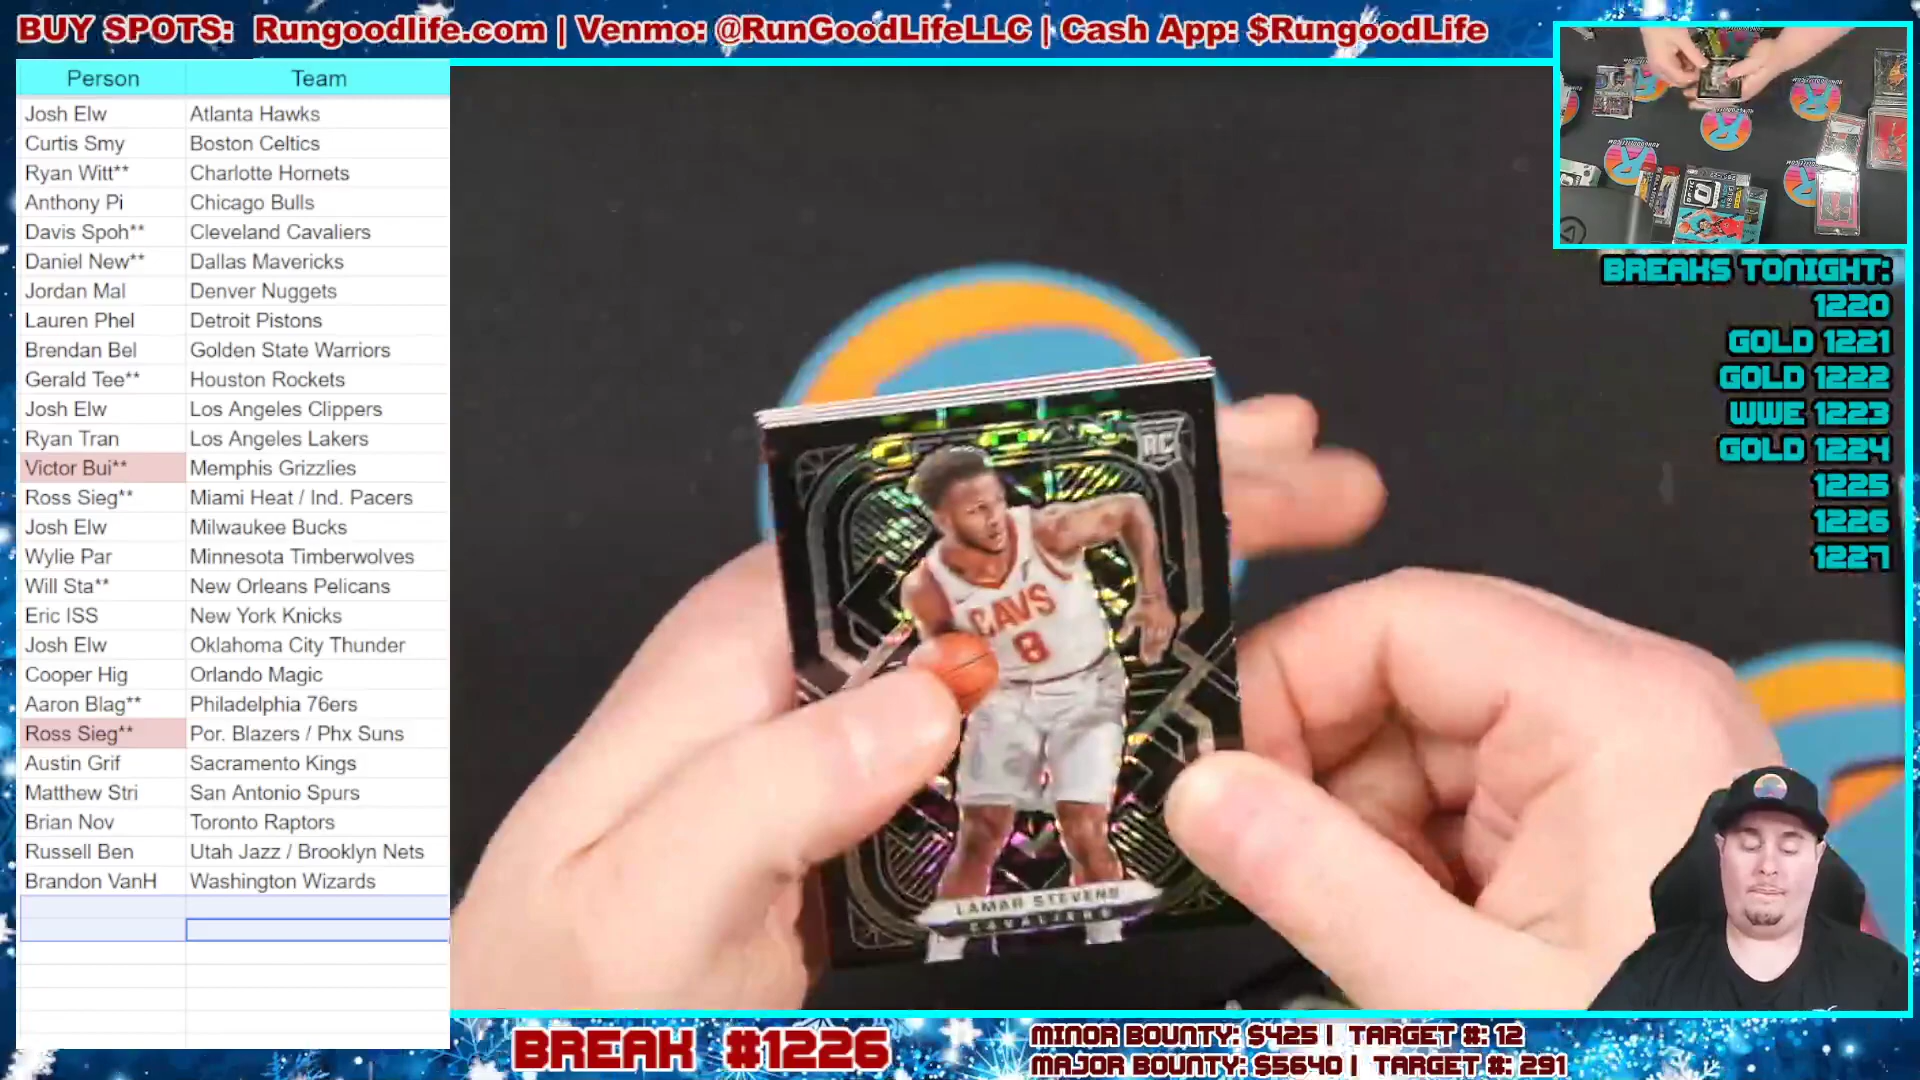 BUY SPOTS: Rungoodlife.com | Venmo: @RunGoodLifeLLC | Cash App: $RungoodLife
Person Team
Josh Elw Atlanta Hawks
Curtis Smy Boston Celtics
Ryan Witt** Charlotte Hornets
Anthony Pi Chicago Bulls
Davis Spoh** Cleveland Cavaliers
Daniel New** Dallas Mavericks
Jordan Mal Denver Nuggets
Lauren Phel Detroit Pistons
Brendan Bel Golden State Warriors
Gerald Tee** Houston Rockets
Josh Elw Los Angeles Clippers
Ryan Tran Los Angeles Lakers
Victor Bui** Memphis Grizzlies
Ross Sieg** Miami Heat / Ind. Pacers
Josh Elw Milwaukee Bucks
Wylie Par Minnesota Timberwolves
Will Sta** New Orleans Pelicans
Eric ISS New York Knicks
Josh Elw Oklahoma City Thunder
Cooper Hig Orlando Magic
Aaron Blag** Philadelphia 76ers
Ross Sieg** Por. Blazers / Phx Suns
Austin Grif Sacramento Kings
Matthew Stri San Antonio Spurs
Brian Nov Toronto Raptors
Russell Ben Utah Jazz / Brooklyn Nets
Brandon VanH Washington Wizards
RC
CAVS
8
LAMAR STEVENS
CAVALIERS
BREAKS TONIGHT:
1220
GOLD 1221
GOLD 1222
WWE 1223
GOLD 1224
1225
1226
1227
BREAK #1226
MINOR BOUNTY: $425 | TARGET #: 12
MAJOR BOUNTY: $5640 | TARGET #: 291